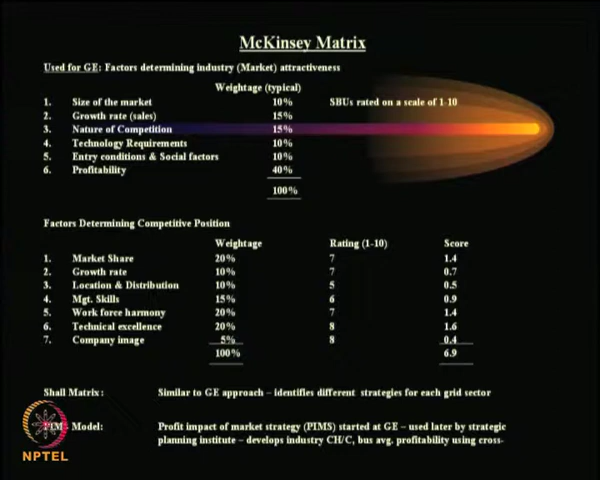 McKinsey Matrix
Used for GE: Factors determining industry (Market) attractiveness
Weightage (typical)
1. Size of the market 10% SBUs rated on a scale of 1-10
2. Growth rate (sales) 15%
3. Nature of Competition 15%
4. Technology Requirements 10%
5. Entry conditions & Social factors 10%
6. Profitability 40%
100%
Factors Determining Competitive Position
Weightage Rating (1-10) Score
1. Market Share 20% 7 1.4
2. Growth rate 10% 7 0.7
3. Location & Distribution 10% 5 0.5
4. Mgt. Skills 15% 6 0.9
5. Work force harmony 20% 7 1.4
6. Technical excellence 20% 8 1.6
7. Company image 5% 8 0.4
100% 6.9
Shall Matrix: Similar to GE approach – identifies different strategies for each grid sector
PIM Model: Profit impact of market strategy (PIMS) started at GE – used later by strategic
planning institute – develops industry CH/C, bus avg. profitability using cross-
NPTEL